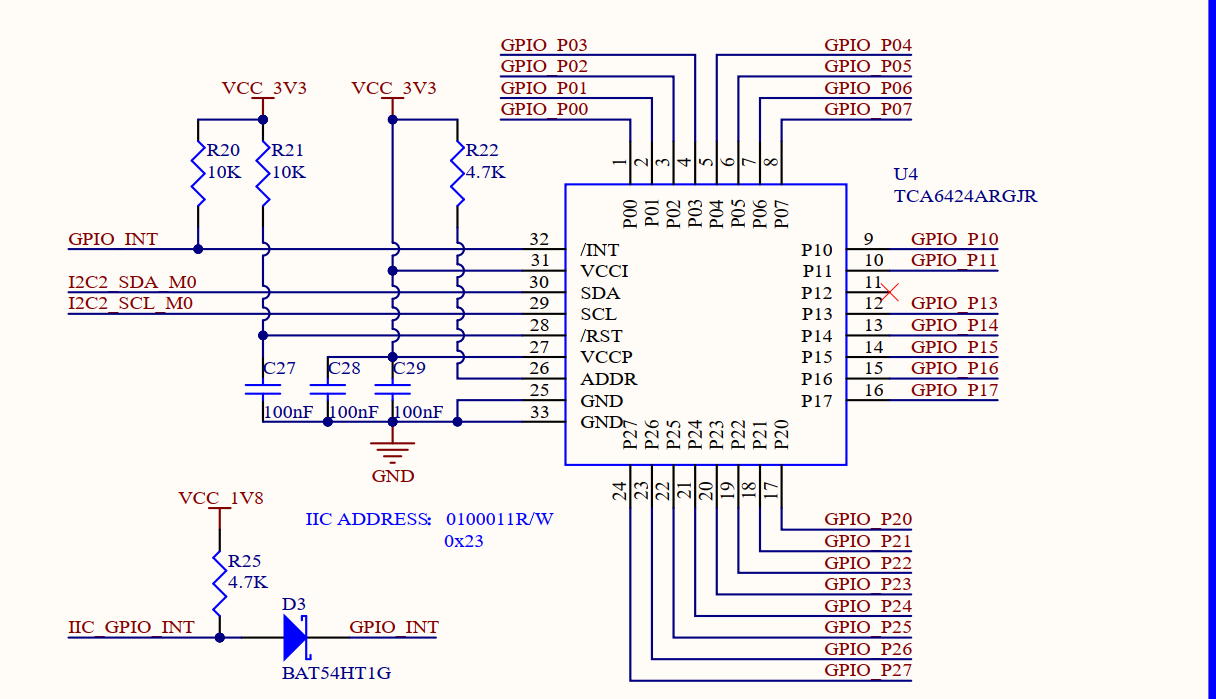 GPIO_P03
GPIO_P02
GPIO_P01
GPIO_P00
GPIO_P04
GPIO_P05
GPIO_P06
GPIO_P07
VCC_3V3
VCC_3V3
R20
10K
R21
10K
R22
4.7K
1
2
3
4
5
6
7
8
U4
TCA6424ARGJR
P00
P01
P02
P03
P04
P05
P06
P07
GPIO_INT
32
/INT
31
VCCI
I2C2_SDA_M0
30
SDA
I2C2_SCL_M0
29
SCL
28
/RST
27
VCCP
26
ADDR
25
GND
33
GND
P10
9
GPIO_P10
P11
10
GPIO_P11
P12
11
P13
12
GPIO_P13
P14
13
GPIO_P14
P15
14
GPIO_P15
P16
15
GPIO_P16
P17
16
GPIO_P17
C27
100nF
C28
100nF
C29
100nF
GND
P27
P26
P25
P24
P23
P22
P21
P20
24
23
22
21
20
19
18
17
VCC_1V8
IIC ADDRESS: 0100011R/W
0x23
R25
4.7K
IIC_GPIO_INT
D3
BAT54HT1G
GPIO_INT
GPIO_P20
GPIO_P21
GPIO_P22
GPIO_P23
GPIO_P24
GPIO_P25
GPIO_P26
GPIO_P27